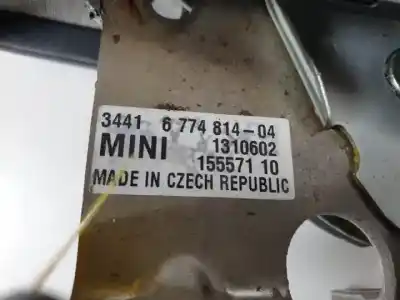 3441 6 774 814-04
MINI 1310602
155571 10
MADE IN CZECH REPUBLIC